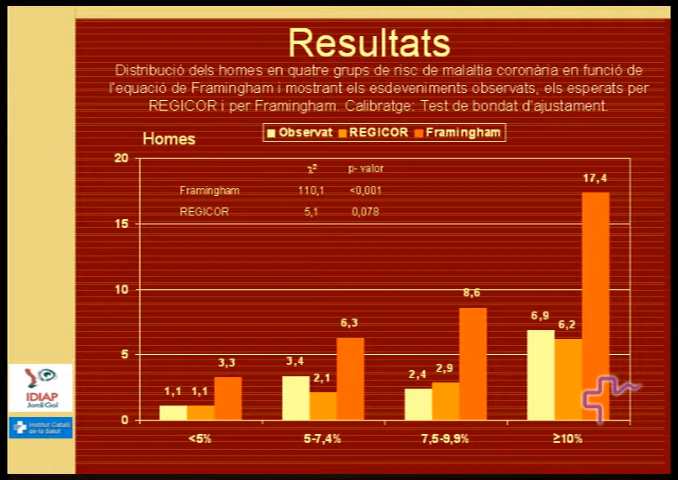 Resultats
Distribució dels homes en quatre grups de risc de malaltia coronària en funció de
l'equació de Framingham i mostrant els esdeveniments observats, els esperats per
REGICOR i per Framingham. Calibratge: Test de bondat d'ajustament.
Homes
Observat REGICOR Framingham
20
χ² p- valor
Framingham 110,1 <0,001
REGICOR 5,1 0,078
17,4
15
10
8,6
6,3
6,9
6,2
5
3,3
3,4
2,1
2,4
2,9
1,1 1,1
0
<5% 5-7,4% 7,5-9,9% ≥10%
IDIAP
Jordi Gol
Institut Català
de la Salut